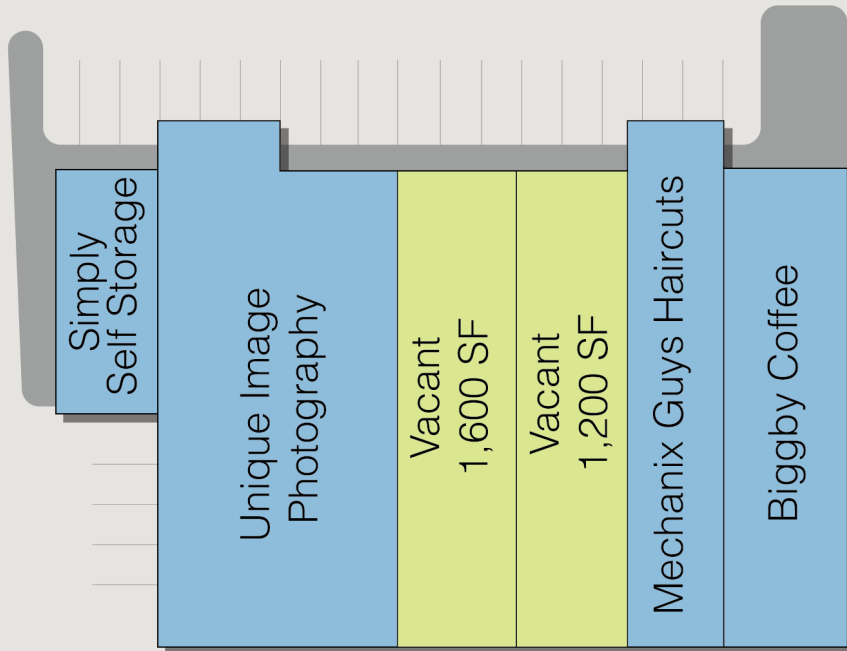 Simply
Self Storage
Unique Image
Photography
Vacant
1,600 SF
Vacant
1,200 SF
Mechanix Guys Haircuts
Biggby Coffee